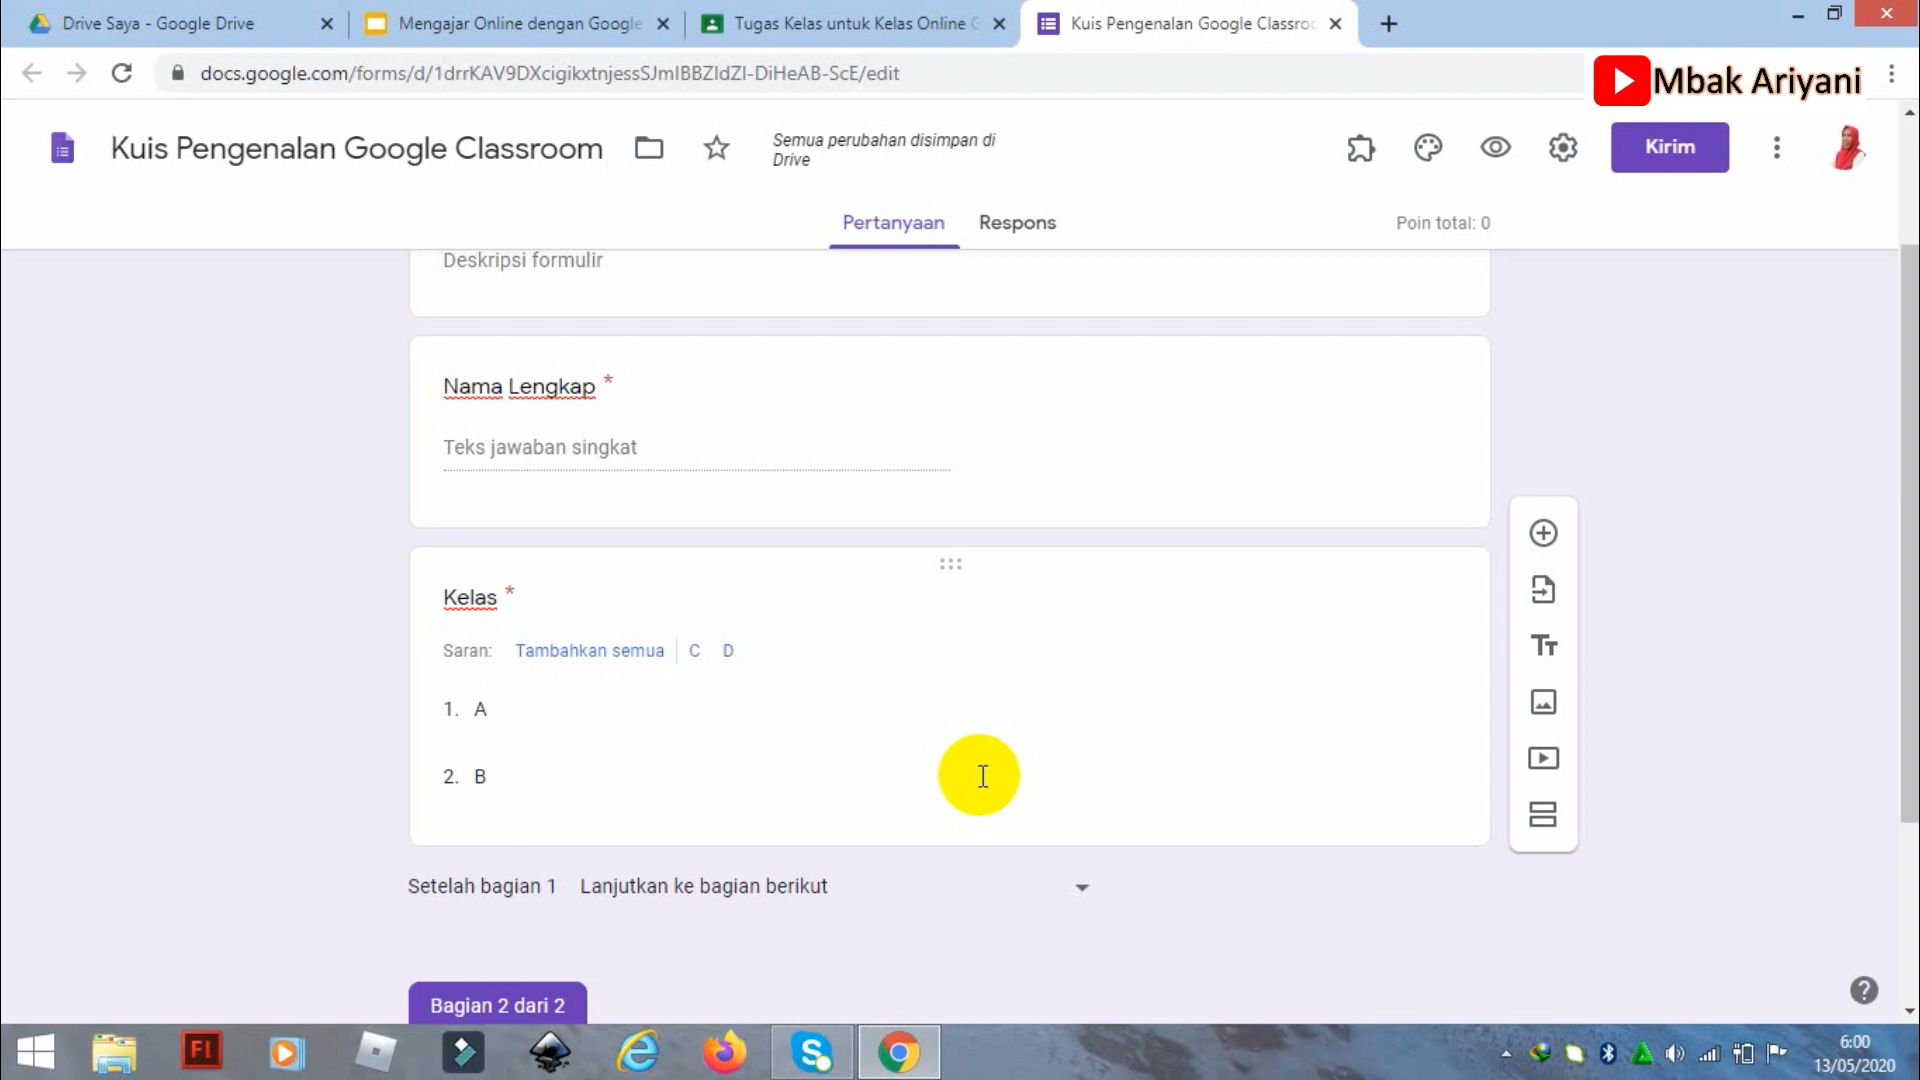 Drive Saya - Google Drive
Mengajar Online dengan Google
Tugas Kelas untuk Kelas Online G
Kuis Pengenalan Google Classroo
docs.google.com/forms/d/1drrKAV9DXcigikxtnjessSJmIBBZIdZI-DiHeAB-ScE/edit
Mbak Ariyani
Kuis Pengenalan Google Classroom
Semua perubahan disimpan di
Drive
Kirim
Pertanyaan
Respons
Poin total: 0
Deskripsi formulir
Nama Lengkap *
Teks jawaban singkat
Kelas *
Saran: Tambahkan semua C D
1. A
2. B
Setelah bagian 1 Lanjutkan ke bagian berikut
Bagian 2 dari 2
6:00
13/05/2020